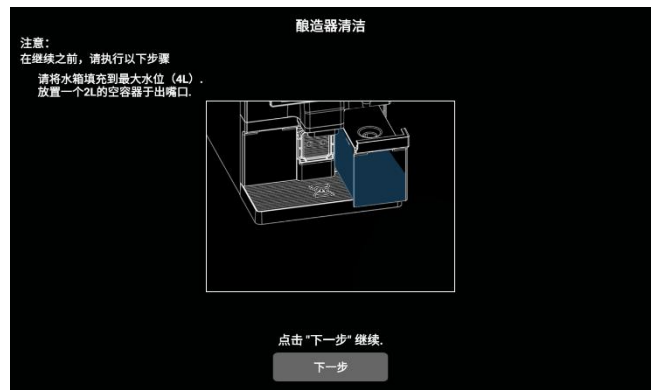 酿造器清洁
注意：
在继续之前，请执行以下步骤
请将水箱填充到最大水位（4L）.
放置一个2L的空容器于出嘴口.
点击 "下一步" 继续.
下一步